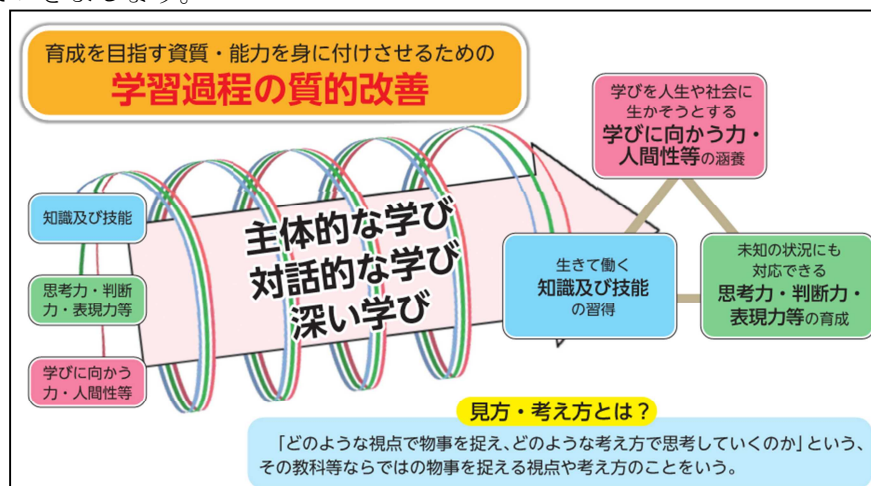 育成を目指す資質・能力を身に付けさせるための
学習過程の質的改善
学びを人生や社会に
生かそうとする
学びに向かう力・
人間性等の涵養
知識及び技能
思考力・判断
力・表現力等
学びに向かう
力・人間性等
主体的な学び
対話的な学び
深い学び
生きて働く
知識及び技能
の習得
未知の状況にも
対応できる
思考力・判断力・
表現力等の育成
見方・考え方とは？
「どのような視点で物事を捉え、どのような考え方で思考していくのか」という、
その教科等ならではの物事を捉える視点や考え方のことをいう。